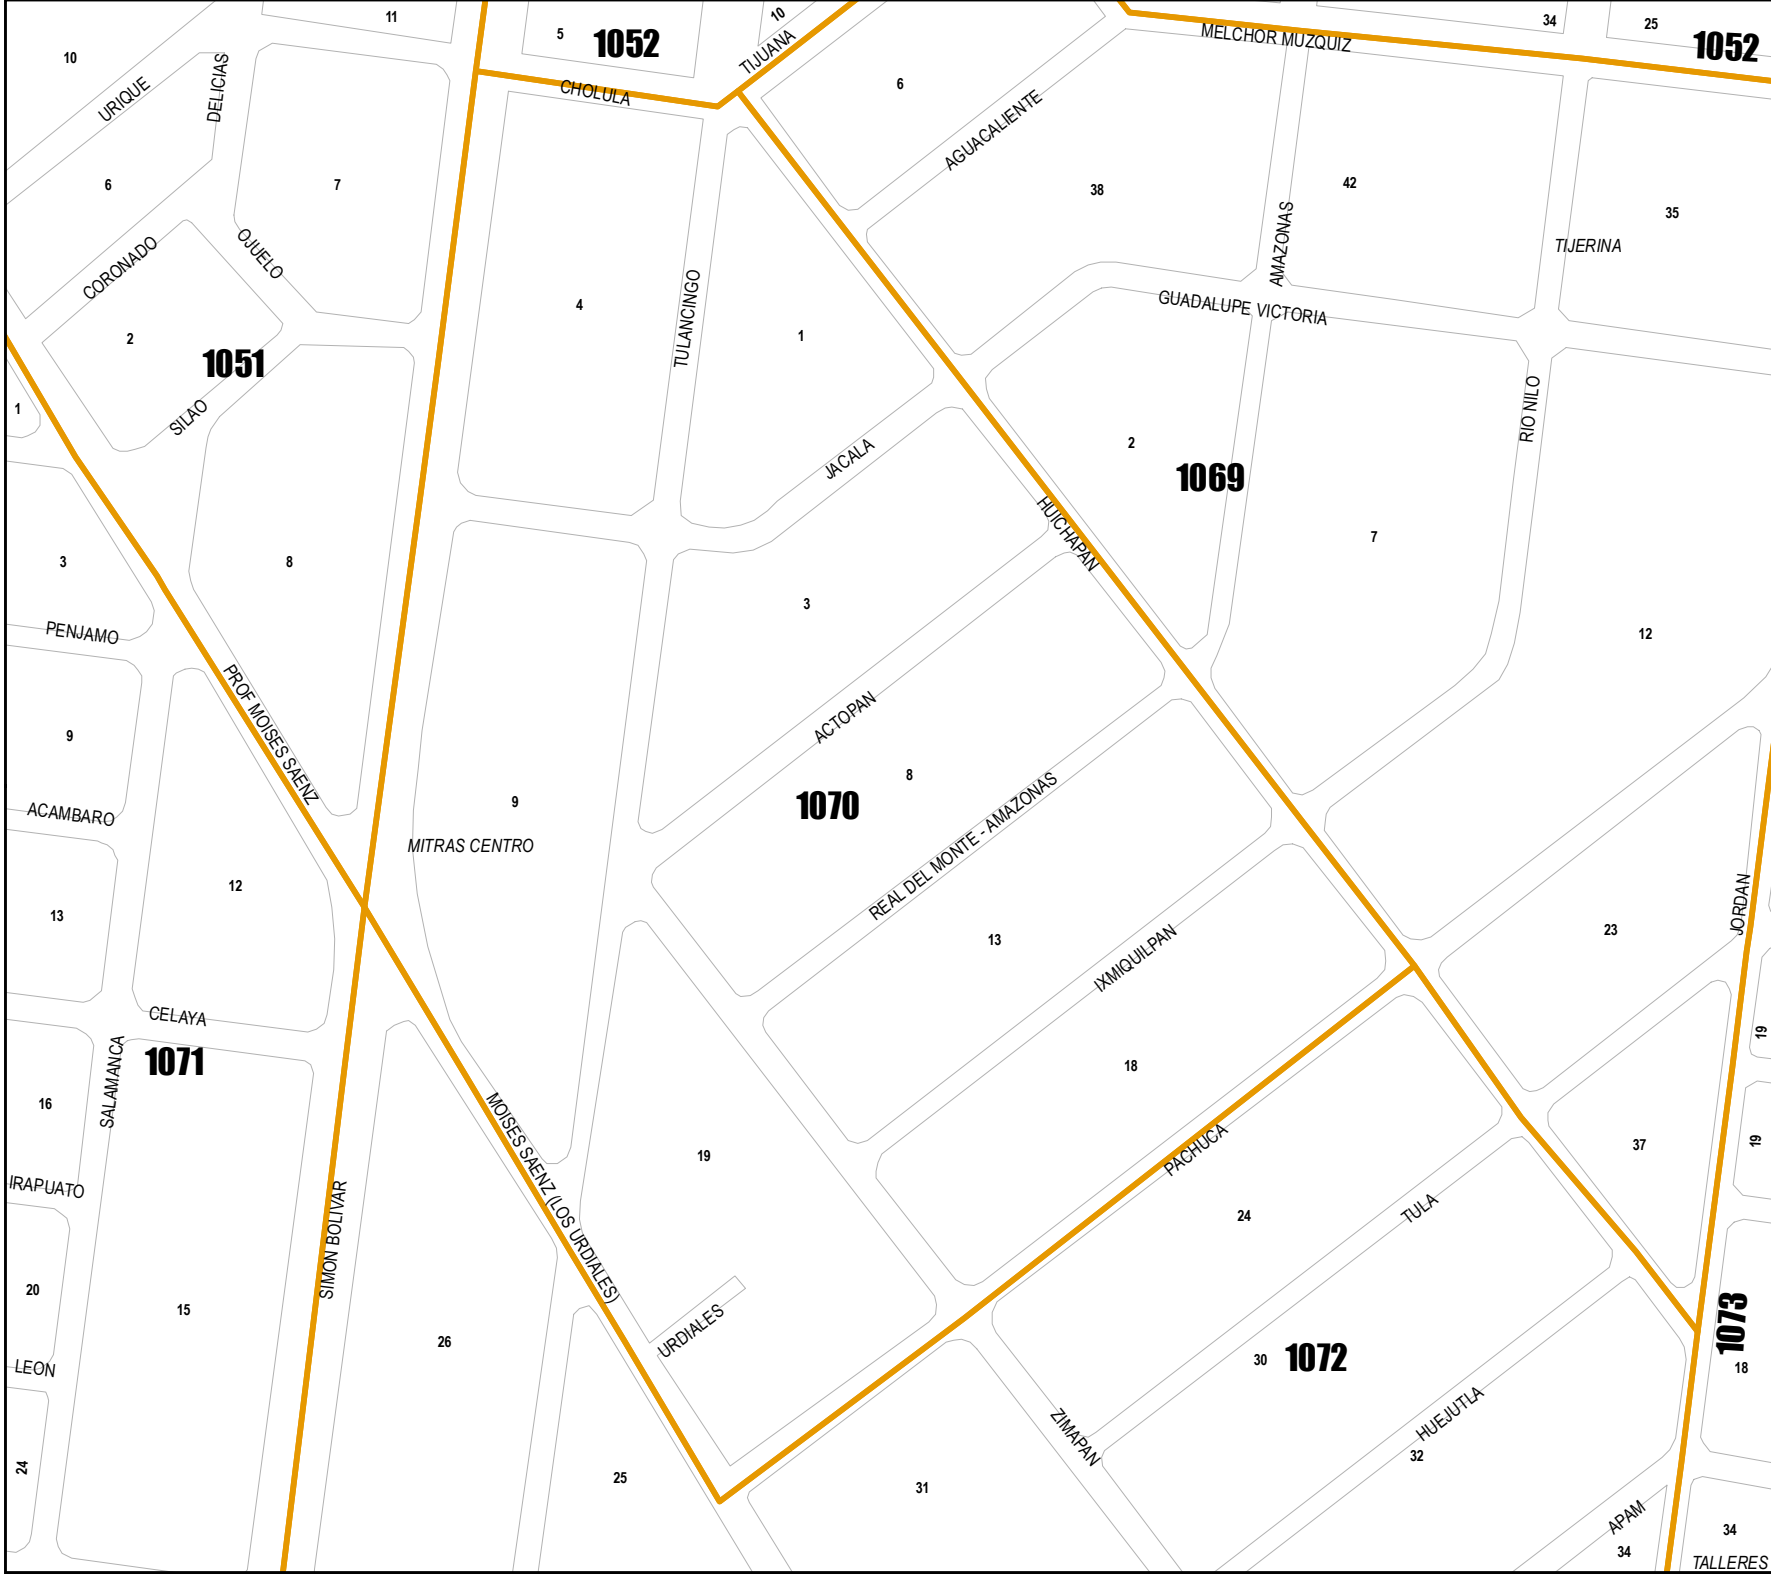 11
10
5
1052
10
TIJUANA
34
25
1052
MELCHOR MUZQUIZ
URIQUE
DELICIAS
CHOLULA
6
AGUACALIENTE
6
7
38
42
35
TIJERINA
AMAZONAS
CORONADO
OJUELO
4
TULANCINGO
1
GUADALUPE VICTORIA
2
1051
SILAO
1
JACALA
2
1069
RIO NILO
HUICHAPAN
7
3
8
3
12
PENJAMO
PROF MOISES SAENZ
ACTOPAN
9
8
1070
9
ACAMBARO
MITRAS CENTRO
REAL DEL MONTE - AMAZONAS
12
13
13
IXMIQUILPAN
23
JORDAN
CELAYA
1071
SALAMANCA
18
19
16
MOISES SAENZ (LOS URDIALES)
19
PACHUCA
37
19
IRAPUATO
SIMON BOLIVAR
24
TULA
20
15
26
URDIALES
30
1072
1073
18
LEON
ZIMAPAN
HUEJUTLA
32
24
25
31
APAM
34
34
TALLERES